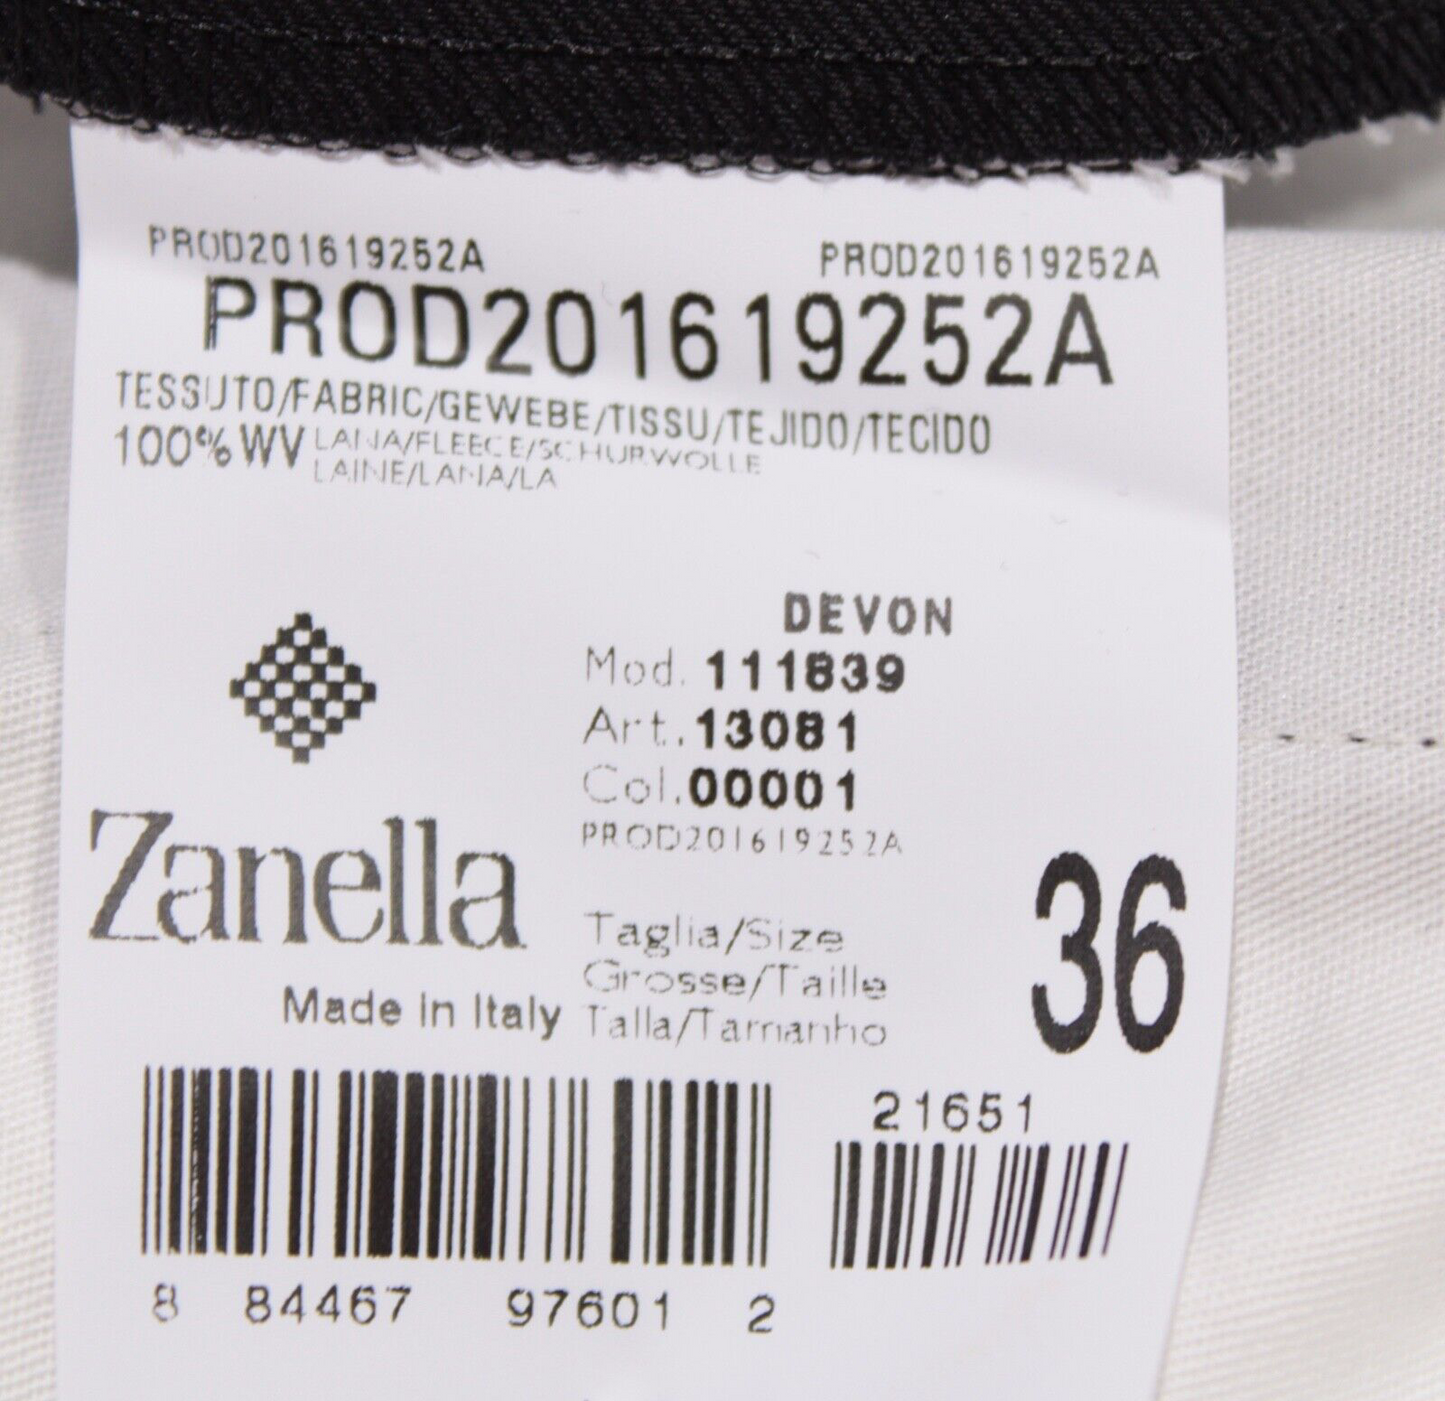 PROD201619252A PROD201619252A
PROD201619252A
TESSUTO/FABRIC/GEWEBE/TISSU/TEJIDO/TECIDO
100% WV LANA/FLEECE/SCHURWOLLE
LAINE/LANA/LA
DEVON
Mod. 111839
Art. 13081
Col. 00001
PROD201619252A
Zanella
Made in Italy
Taglia/Size
Grosse/Taille
Talla/Tamanho
36
21651
8 84467 97601 2